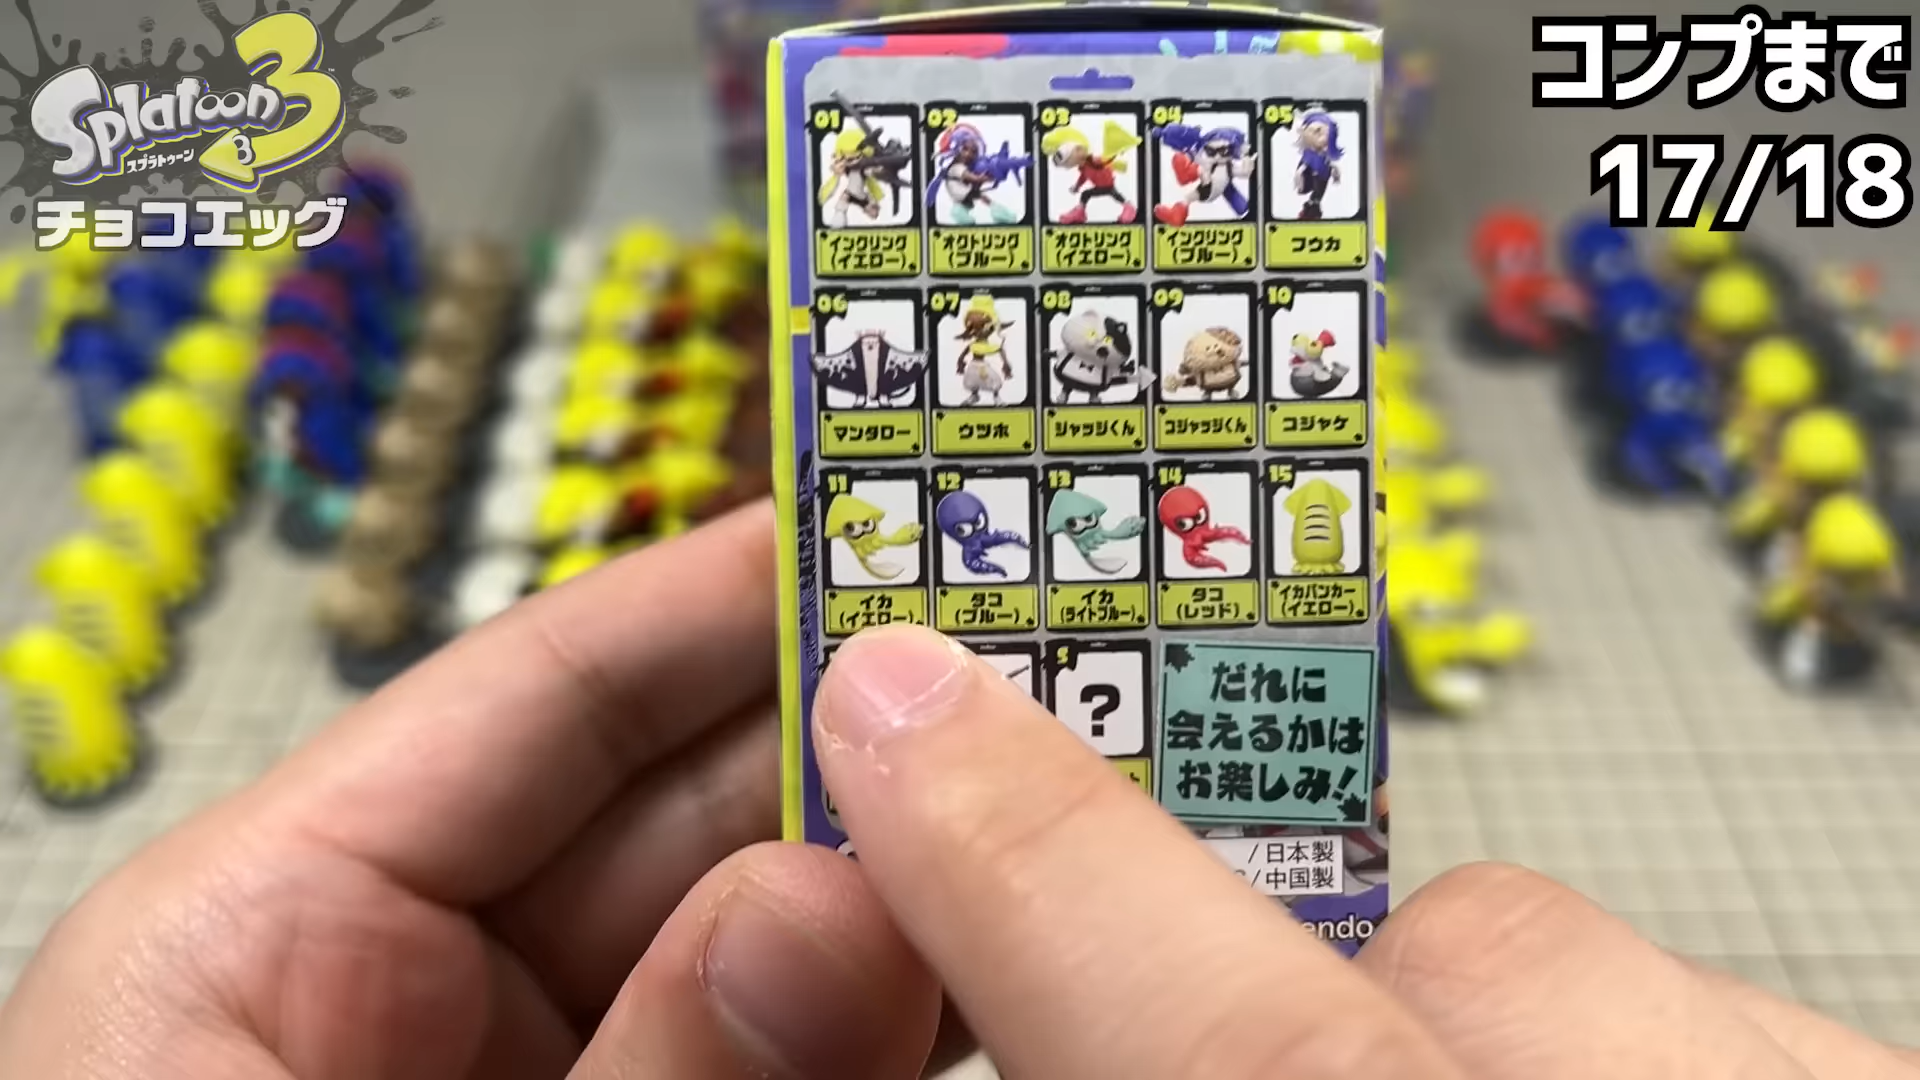 Splatoon 3
スプラトゥーン 3
チョコエッグ
コンプまで
17/18
01
02
03
04
05
インクリング
(イエロー)
オクトリング
(ブルー)
オクトリング
(イエロー)
インクリング
(ブルー)
フウカ
06
07
08
09
10
マンタロー
ウツホ
ジャッジくん
コジャッジくん
コジャケ
11
12
13
14
15
イカ
(イエロー)
タコ
(ブルー)
イカ
(ライトブルー)
タコ
(レッド)
イカバンカー
(イエロー)
S
?
だれに
会えるかは
お楽しみ!
/日本製
/中国製
endo